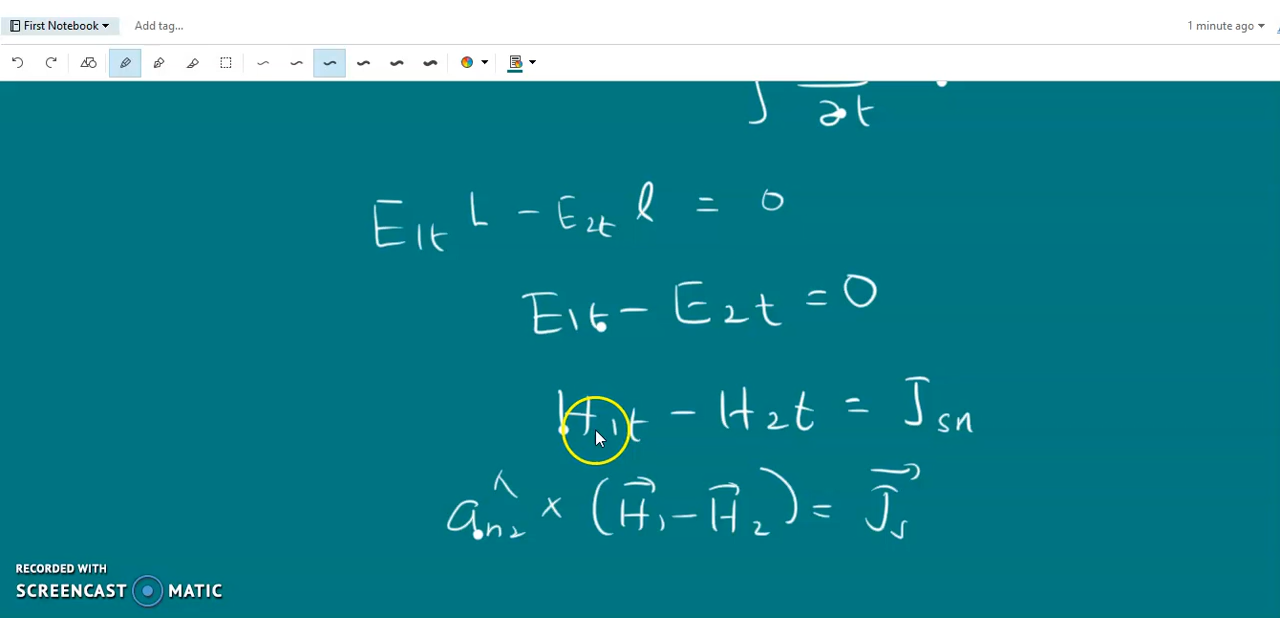 First Notebook Add tag... 1 minute ago
∫ ∂t
E1t L - E2t l = 0
E1t - E2t = 0
H1t - H2t = Jsn
an2^ × (H⃗1 - H⃗2) = J⃗s
RECORDED WITH
SCREENCAST MATIC